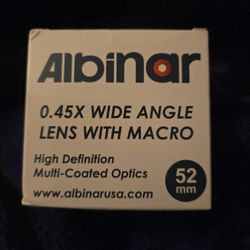 Albinar
0.45X WIDE ANGLE
LENS WITH MACRO
High Definition
Multi-Coated Optics
52
mm
www.albinarusa.com